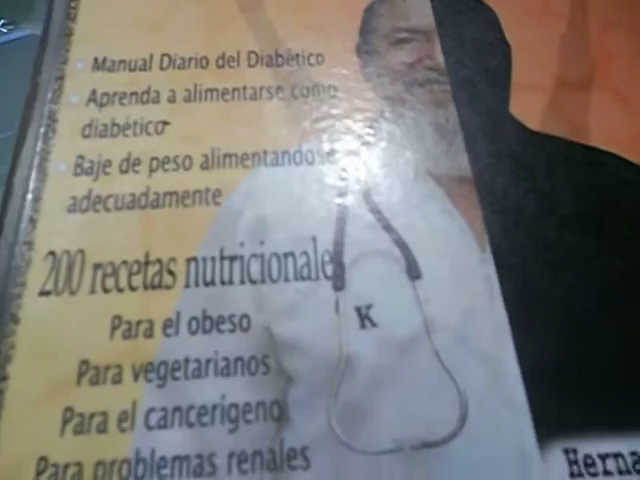 Manual Diario del Diabético
Aprenda a alimentarse como
diabético
Baje de peso alimentandose
adecuadamente
200 recetas nutricionale
Para el obeso
Para vegetarianos
Para el cancerigeno
Para problemas renales
K
Herna